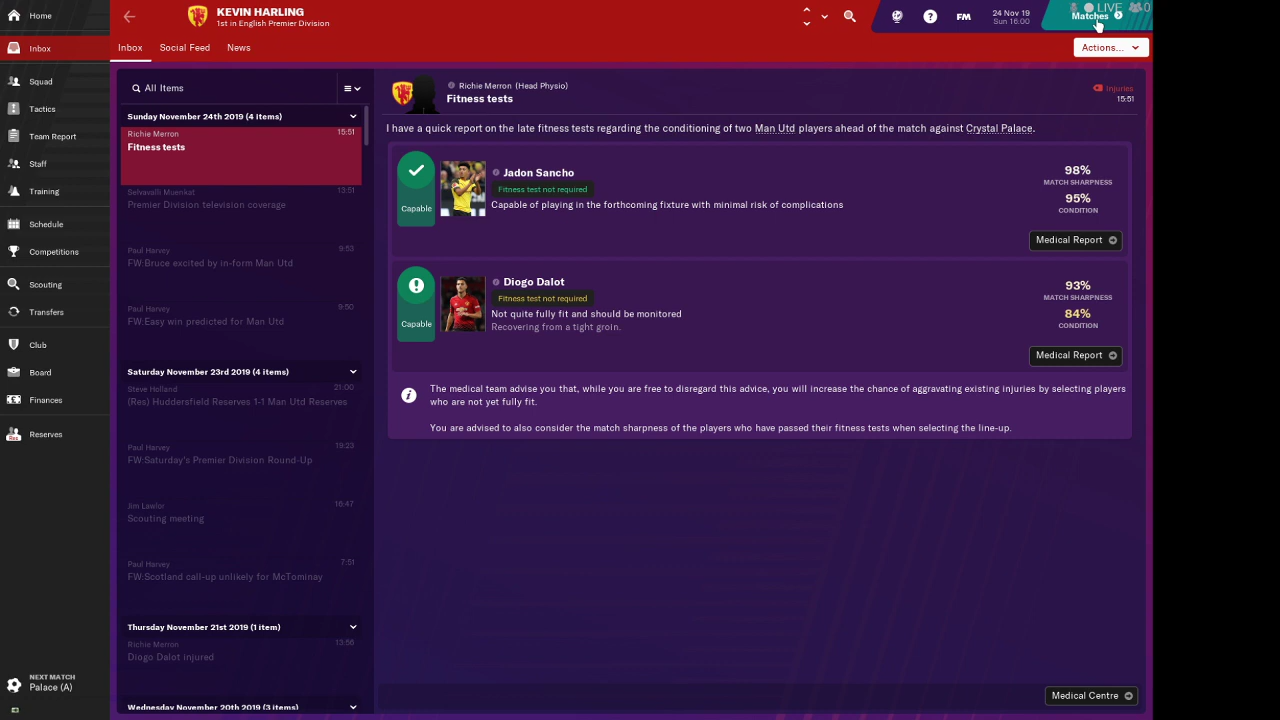 Home
KEVIN HARLING
1st in English Premier Division
FM
24 Nov 19
Sun 16:00
Matches
LIVE
0
Inbox
Inbox
Social Feed
News
Actions...
Squad
Tactics
Team Report
Staff
Training
Schedule
Competitions
Scouting
Transfers
Club
Board
Finances
Res
Reserves
NEXT MATCH
Palace (A)
All Items
Sunday November 24th 2019 (4 items)
Richie Merron 15:51
Fitness tests
Selvavalli Muenkat 13:51
Premier Division television coverage
Paul Harvey 9:53
FW:Bruce excited by in-form Man Utd
Paul Harvey 9:50
FW:Easy win predicted for Man Utd
Saturday November 23rd 2019 (4 items)
Steve Holland 21:00
(Res) Huddersfield Reserves 1-1 Man Utd Reserves
Paul Harvey 19:23
FW:Saturday's Premier Division Round-Up
Jim Lawlor 16:47
Scouting meeting
Paul Harvey 7:51
FW:Scotland call-up unlikely for McTominay
Thursday November 21st 2019 (1 item)
Richie Merron 13:56
Diogo Dalot injured
Wednesday November 20th 2019 (3 items)
Richie Merron (Head Physio)
Fitness tests
Injuries
15:51
I have a quick report on the late fitness tests regarding the conditioning of two Man Utd players ahead of the match against Crystal Palace.
Capable
Jadon Sancho
Fitness test not required
Capable of playing in the forthcoming fixture with minimal risk of complications
98%
MATCH SHARPNESS
95%
CONDITION
Medical Report
Capable
Diogo Dalot
Fitness test not required
Not quite fully fit and should be monitored
Recovering from a tight groin.
93%
MATCH SHARPNESS
84%
CONDITION
Medical Report
The medical team advise you that, while you are free to disregard this advice, you will increase the chance of aggravating existing injuries by selecting players
who are not yet fully fit.
You are advised to also consider the match sharpness of the players who have passed their fitness tests when selecting the line-up.
Medical Centre